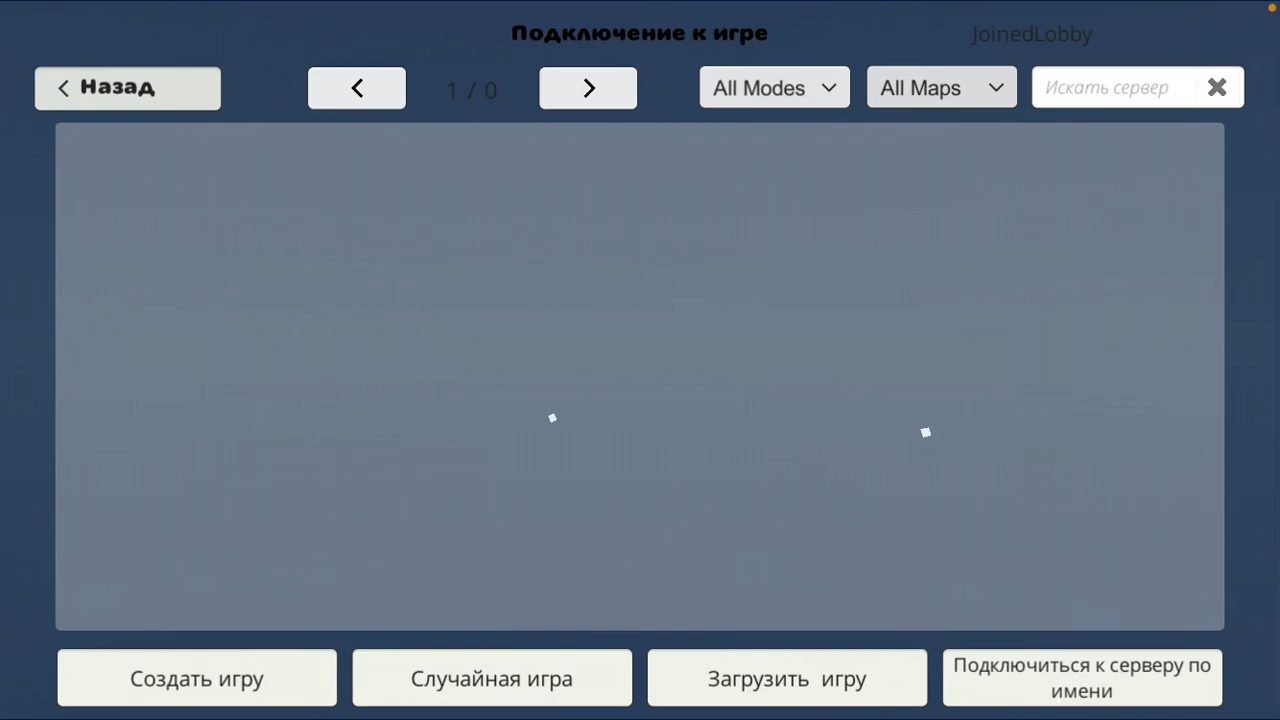 Подключение к игре
JoinedLobby
Назад
1 / 0
All Modes
All Maps
Искать сервер
Создать игру
Случайная игра
Загрузить игру
Подключиться к серверу по
имени